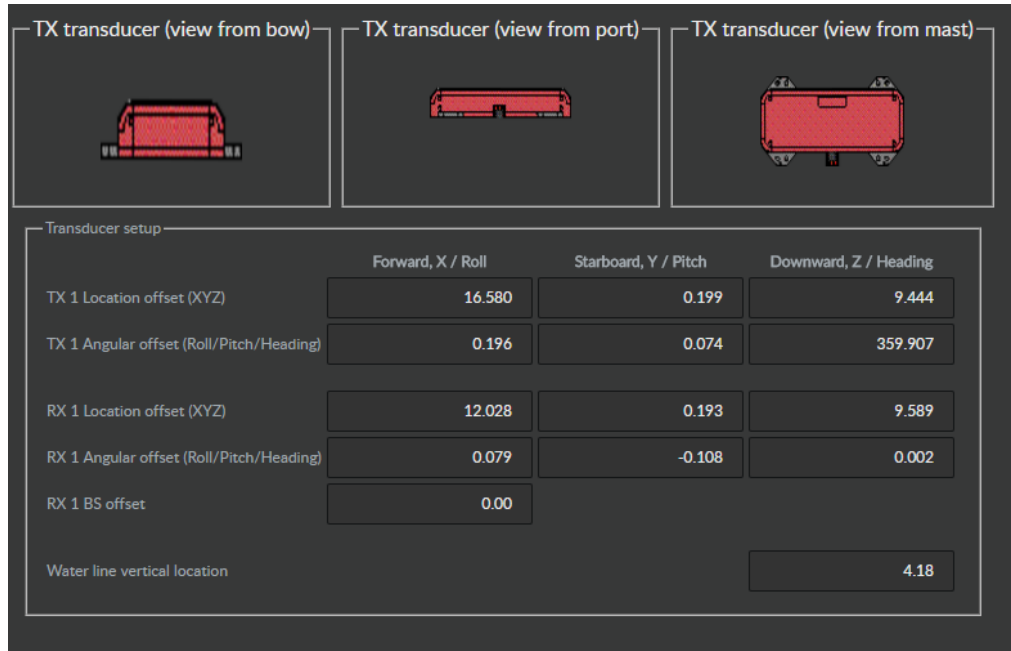 TX transducer (view from bow) TX transducer (view from port) TX transducer (view from mast)
Transducer setup
Forward, X / Roll Starboard, Y / Pitch Downward, Z / Heading
TX 1 Location offset (XYZ) 16.580 0.199 9.444
TX 1 Angular offset (Roll/Pitch/Heading) 0.196 0.074 359.907
RX 1 Location offset (XYZ) 12.028 0.193 9.589
RX 1 Angular offset (Roll/Pitch/Heading) 0.079 -0.108 0.002
RX 1 BS offset 0.00
Water line vertical location 4.18